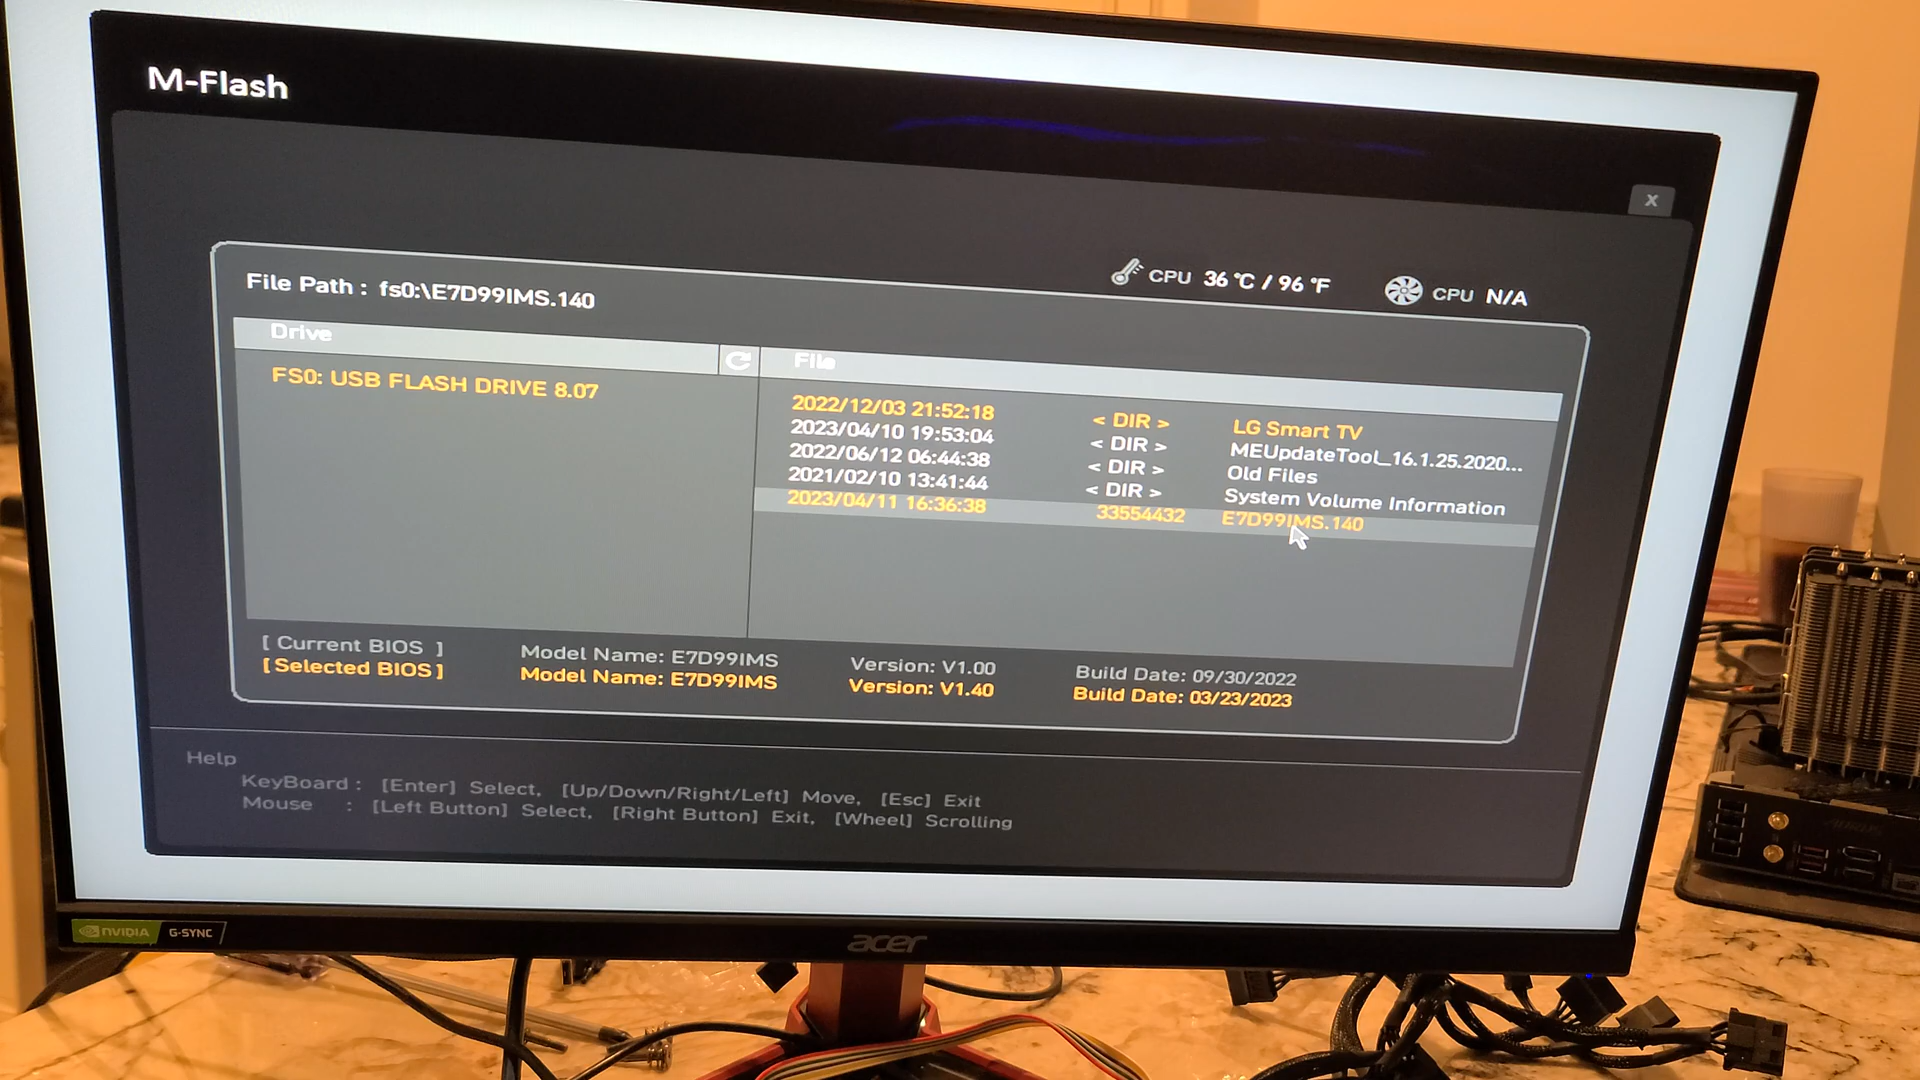 M-Flash
x
CPU 36 °C / 96 °F
CPU N/A
File Path : fs0:\E7D99IMS.140
Drive
File
FS0: USB FLASH DRIVE 8.07
2022/12/03 21:52:18 < DIR > LG Smart TV
2023/04/10 19:53:04 < DIR > MEUpdateTool_16.1.25.2020...
2022/06/12 06:44:38 < DIR > Old Files
2021/02/10 13:41:44 < DIR > System Volume Information
2023/04/11 16:36:38 33554432 E7D99IMS.140
[ Current BIOS ] Model Name: E7D99IMS Version: V1.00 Build Date: 09/30/2022
[ Selected BIOS ] Model Name: E7D99IMS Version: V1.40 Build Date: 03/23/2023
Help
KeyBoard : [Enter] Select, [Up/Down/Right/Left] Move, [Esc] Exit
Mouse : [Left Button] Select, [Right Button] Exit, [Wheel] Scrolling
NVIDIA G-SYNC
acer